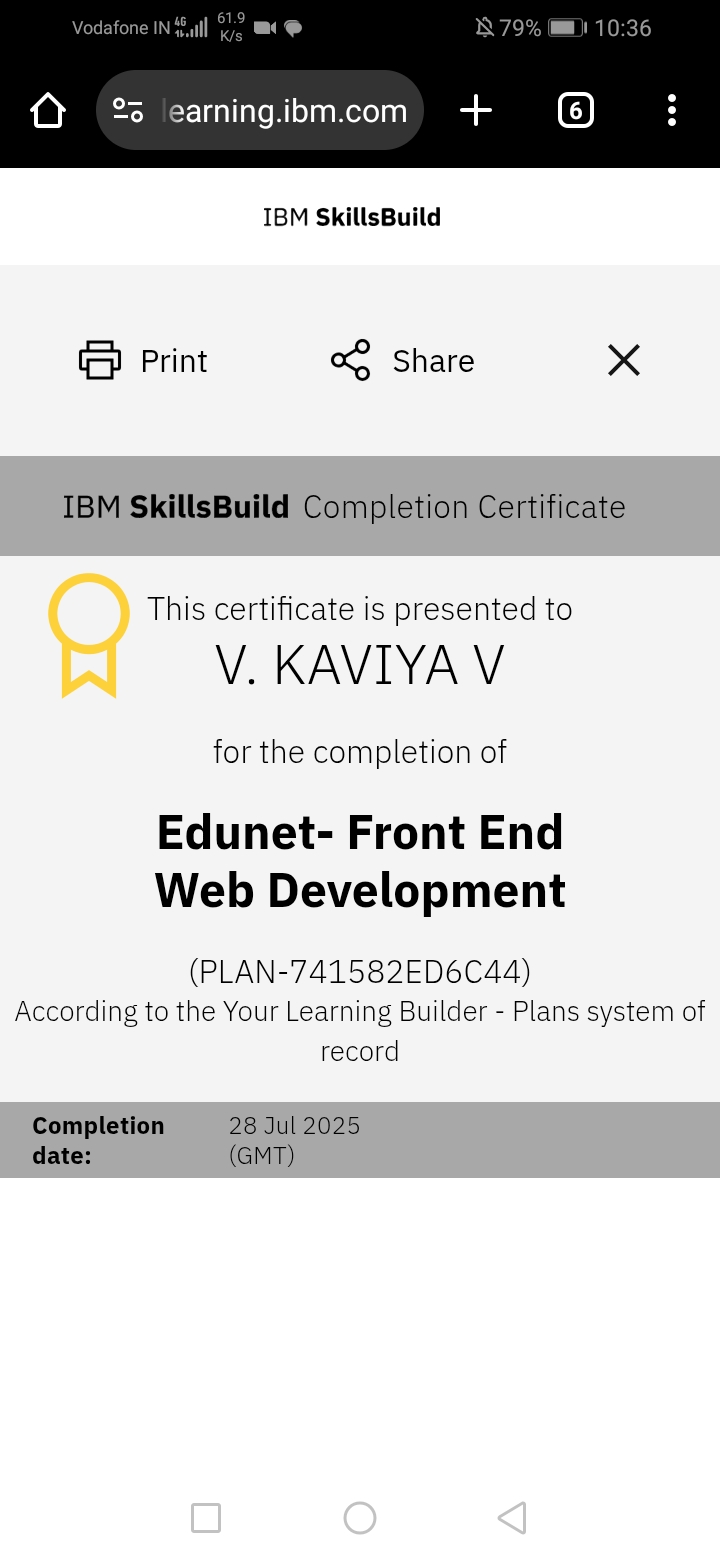 Vodafone IN 4G 61.9 K/s 79% 10:36
learning.ibm.com 6
IBM SkillsBuild
Print Share
IBM SkillsBuild Completion Certificate
This certificate is presented to
V. KAVIYA V
for the completion of
Edunet- Front End
Web Development
(PLAN-741582ED6C44)
According to the Your Learning Builder - Plans system of
record
Completion date: 28 Jul 2025 (GMT)